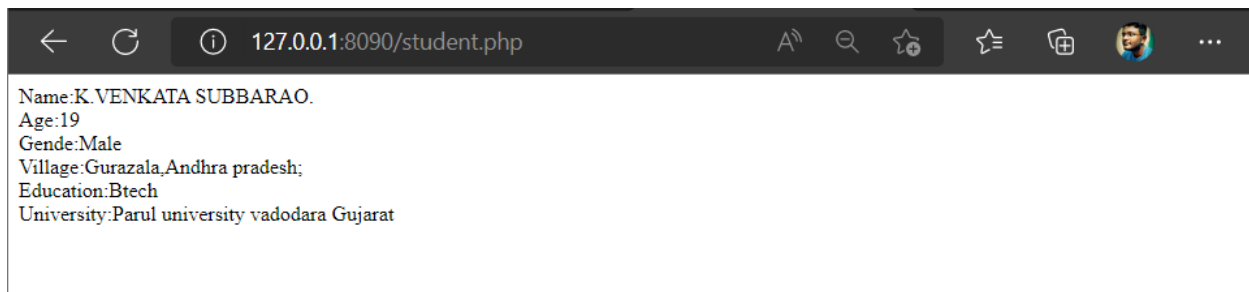 127.0.0.1:8090/student.php
Name:K.VENKATA SUBBARAO.
Age:19
Gende:Male
Village:Gurazala,Andhra pradesh;
Education:Btech
University:Parul university vadodara Gujarat